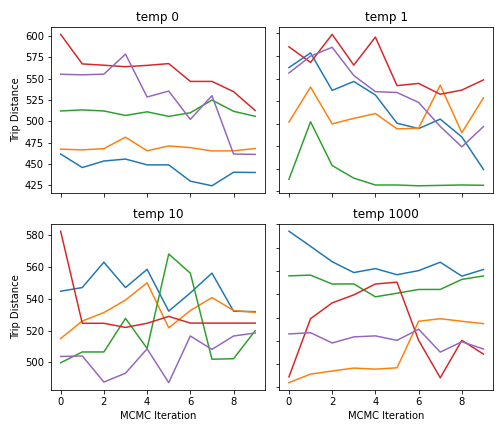 temp 0
temp 1
600
575
550
525
500
475
450
425
Trip Distance
temp 10
temp 1000
580
560
540
520
500
Trip Distance
0 2 4 6 8
0 2 4 6 8
MCMC Iteration
MCMC Iteration